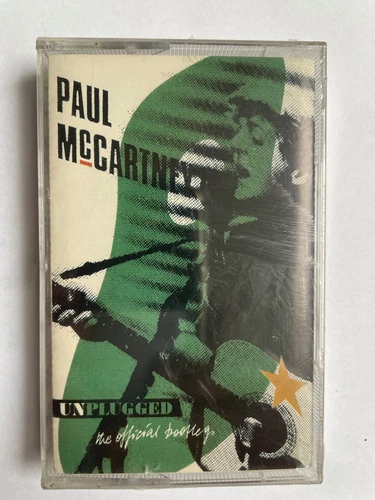 PAUL
McCARTNEY
UNPLUGGED
the official bootleg